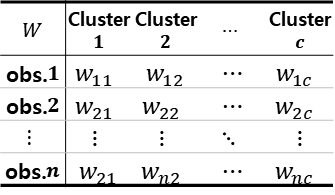 W Cluster 1 Cluster 2 ⋯ Cluster c
obs.1 w₁₁ w₁₂ ⋯ w₁c
obs.2 w₂₁ w₂₂ ⋯ w₂c
⋮ ⋮ ⋮ ⋱ ⋮
obs.n w₂₁ wₙ₂ ⋯ wₙc